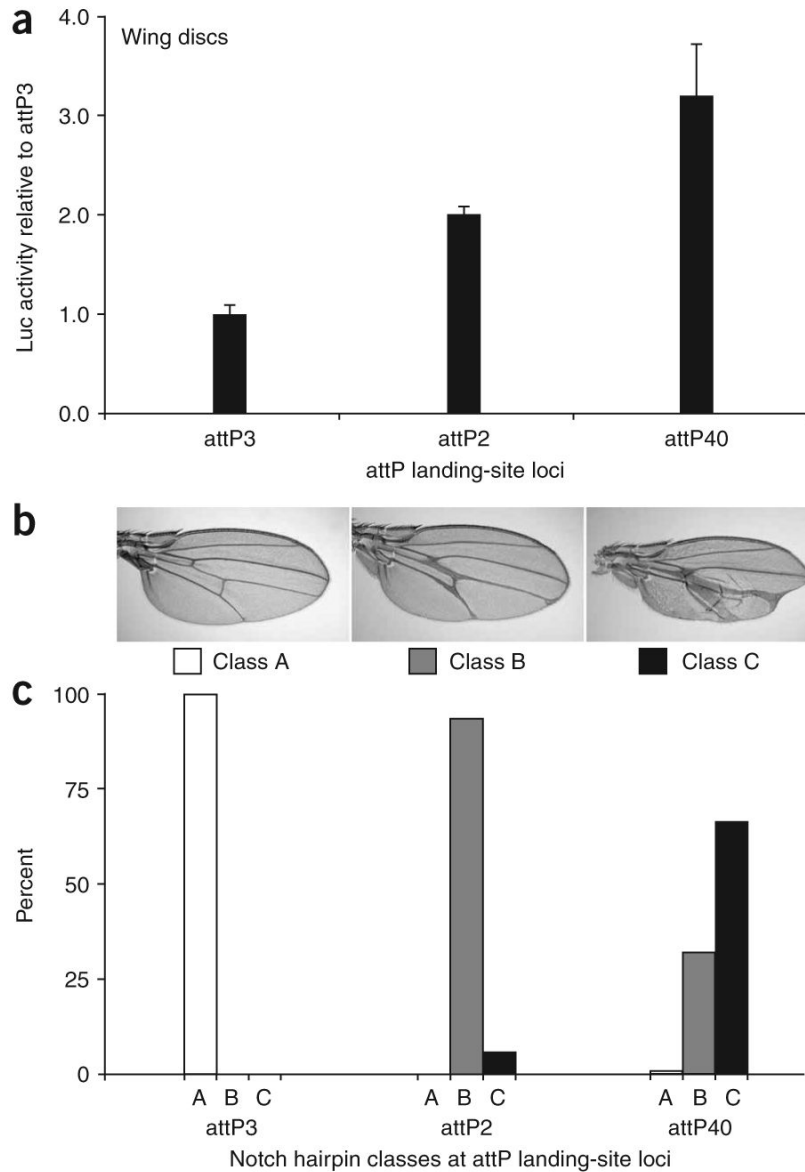 a
Wing discs
Luc activity relative to attP3
4.0
3.0
2.0
1.0
0.0
attP3 attP2 attP40
attP landing-site loci
b
Class A Class B Class C
c
Percent
100
75
50
25
0
A B C A B C A B C
attP3 attP2 attP40
Notch hairpin classes at attP landing-site loci